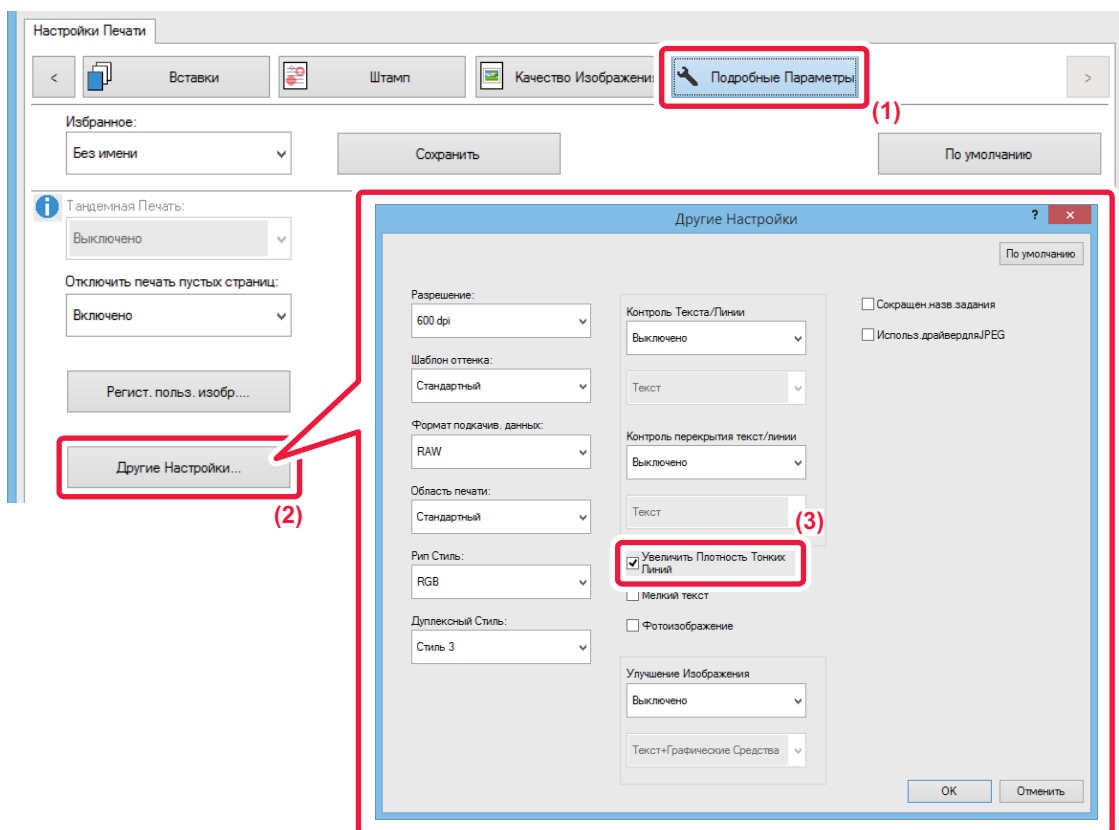 Настройки Печати
<
Вставки
Штамп
Качество Изображени
Подробные Параметры
>
(1)
Избранное:
Без имени
Сохранить
По умолчанию
Тандемная Печать:
Выключено
Отключить печать пустых страниц:
Включено
Регист. польз. изобр....
Другие Настройки...
(2)
Другие Настройки
?
×
По умолчанию
Разрешение:
600 dpi
Шаблон оттенка:
Стандартный
Формат подкачив. данных:
RAW
Область печати:
Стандартный
Рип Стиль:
RGB
Дуплексный Стиль:
Стиль 3
Контроль Текста/Линии
Выключено
Текст
Контроль перекрытия текст/линии
Выключено
Текст
(3)
Увеличить Плотность Тонких
Линий
Мелкий текст
Фотоизображение
Улучшение Изображения
Выключено
Текст+Графические Средства
Сокращен.назв.задания
Использ.драйвердляJPEG
OK
Отменить